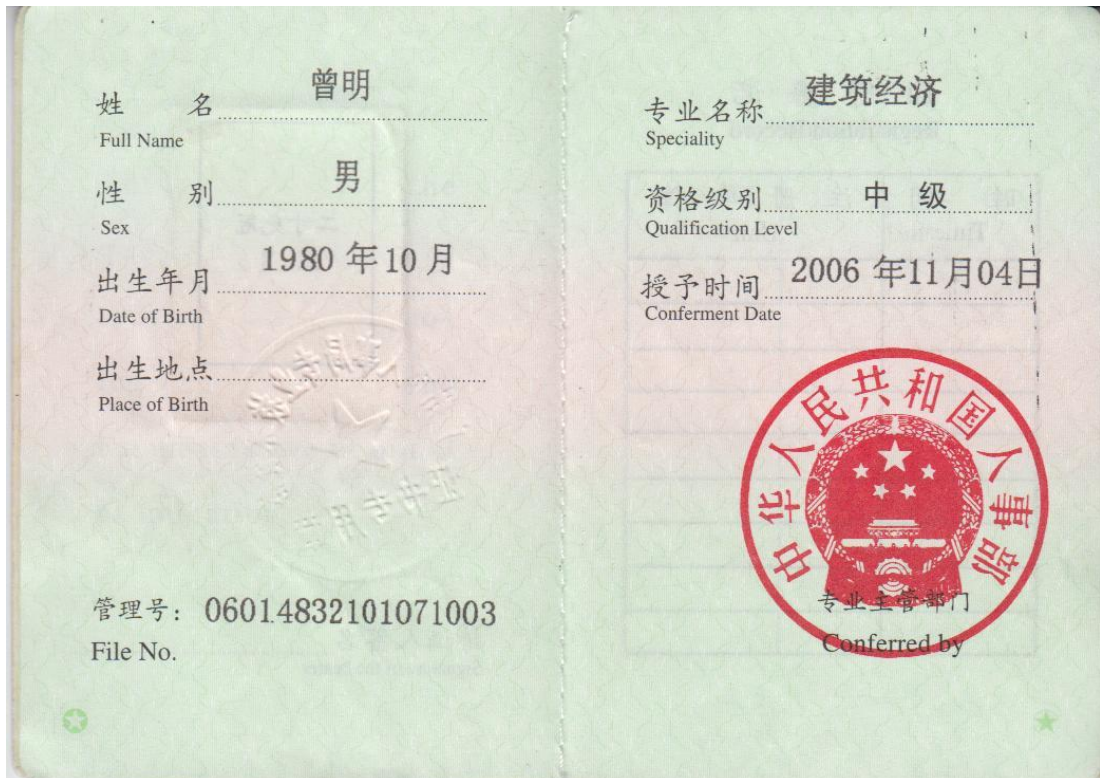 姓 名 曾明
Full Name
性 别 男
Sex
出生年月 1980 年 10 月
Date of Birth
出生地点
Place of Birth
管理号： 06014832101071003
File No.
专业名称 建筑经济
Speciality
资格级别 中 级
Qualification Level
授予时间 2006 年11月04日
Conferment Date
中华人民共和国人事部
专业主管部门
Conferred by